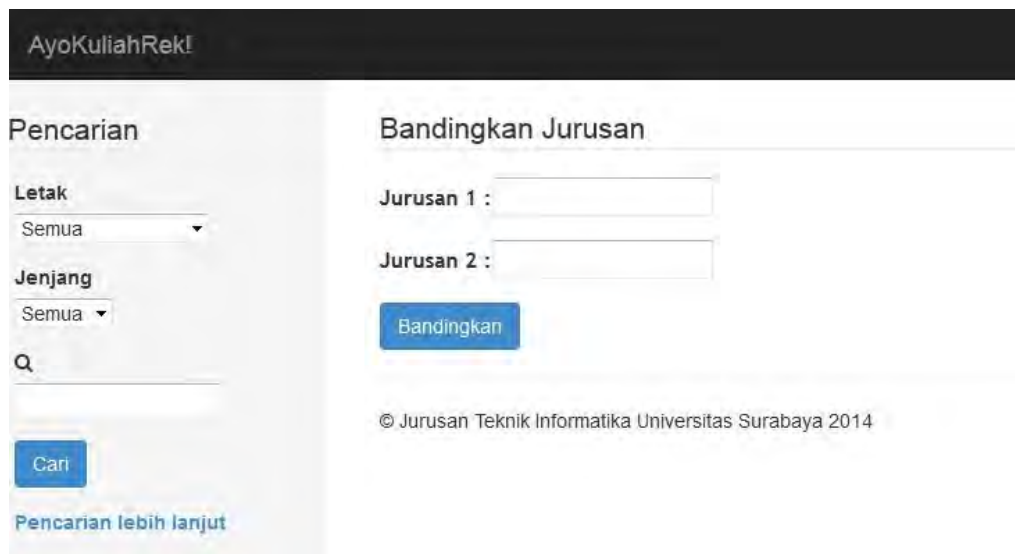 AyoKuliahRek!
Pencarian
Letak
Semua
Jenjang
Semua
Cari
Pencarian lebih lanjut
Bandingkan Jurusan
Jurusan 1 :
Jurusan 2 :
Bandingkan
© Jurusan Teknik Informatika Universitas Surabaya 2014